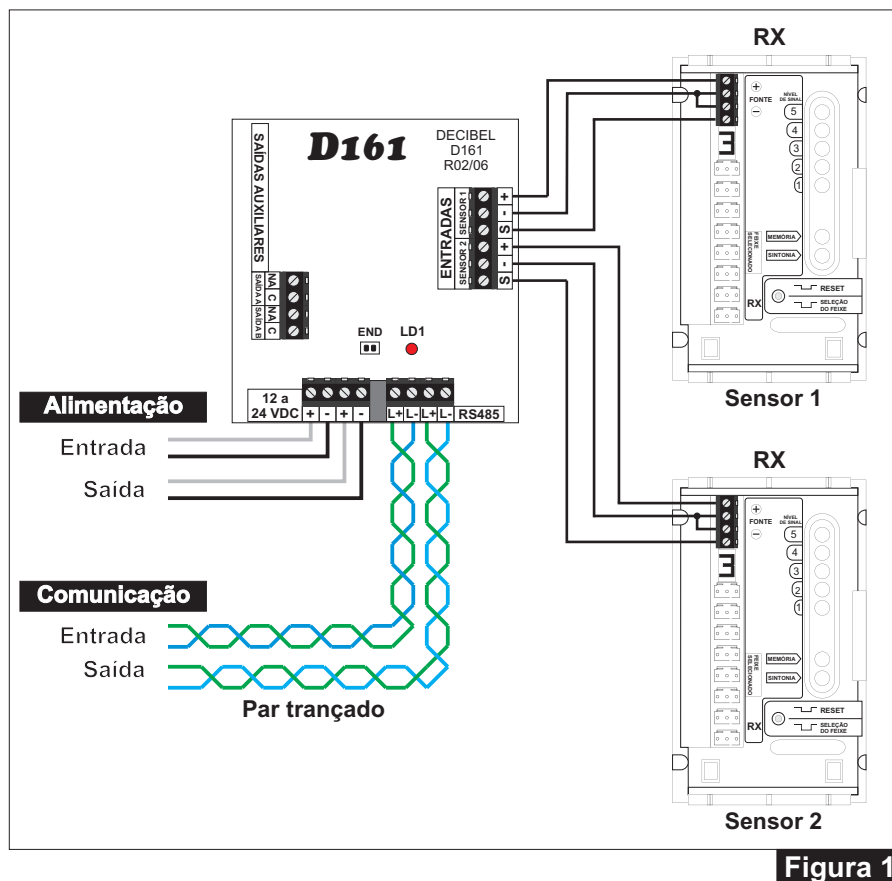 RX
FONTE
NÍVEL
DE SINAL
5
4
3
2
1
MEMÓRIA
SINTONIA
FEIXE
SELECIONADO
RX
RESET
SELEÇÃO
DO FEIXE
Sensor 1
D161
DECIBEL
D161
R02/06
SAÍDAS AUXILIARES
ENTRADAS
SENSOR 1
SENSOR 2
+
-
S
+
-
S
SAÍDA A
SAÍDA B
NA
C
NA
C
END
LD1
12 a
24 VDC
+ - + -
L+ L- L+ L-
RS485
Alimentação
Entrada
Saída
Comunicação
Entrada
Saída
Par trançado
RX
+
FONTE
-
NÍVEL
DE SINAL
5
4
3
2
1
MEMÓRIA
SINTONIA
FEIXE
SELECIONADO
RX
RESET
SELEÇÃO
DO FEIXE
Sensor 2
Figura 1